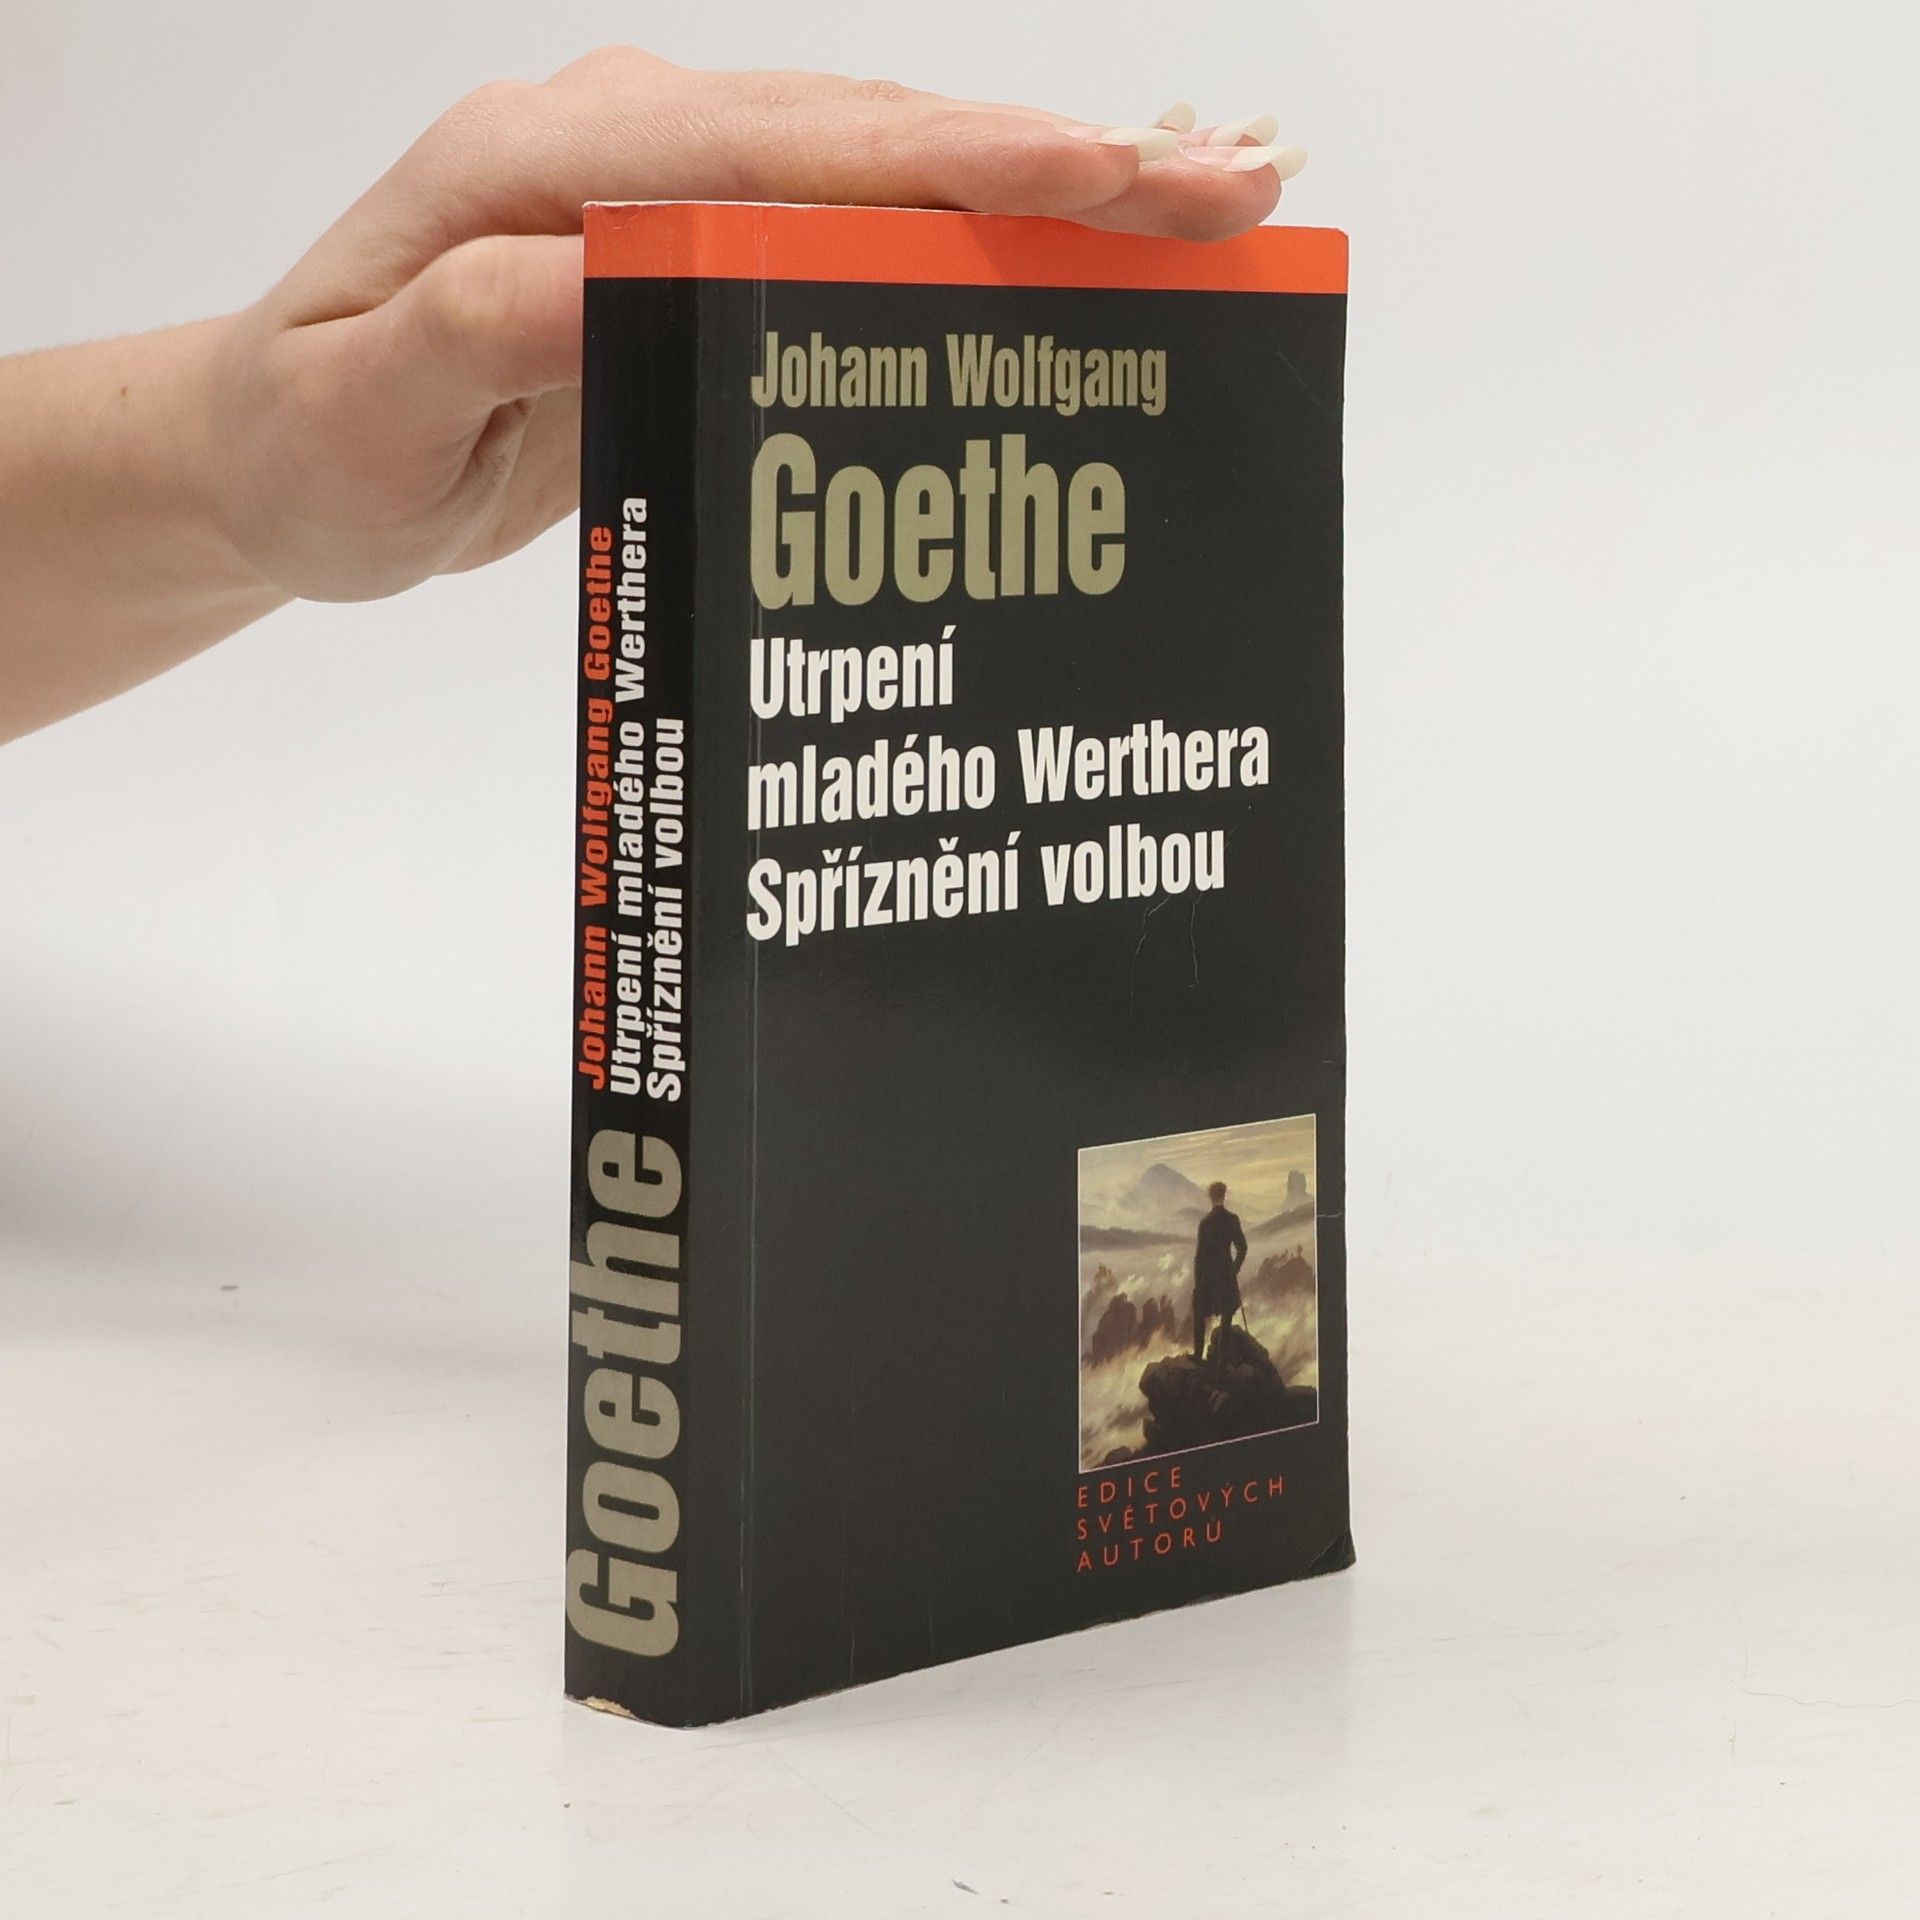 Johann Wolfgang
Goethe
Utrpení
mladého Werthera
Spříznění volbou
EDICE
SVĚTOVÝCH
AUTORŮ
Johann Wolfgang Goethe
Utrpení mladého Werthera
Spříznění volbou
Goethe